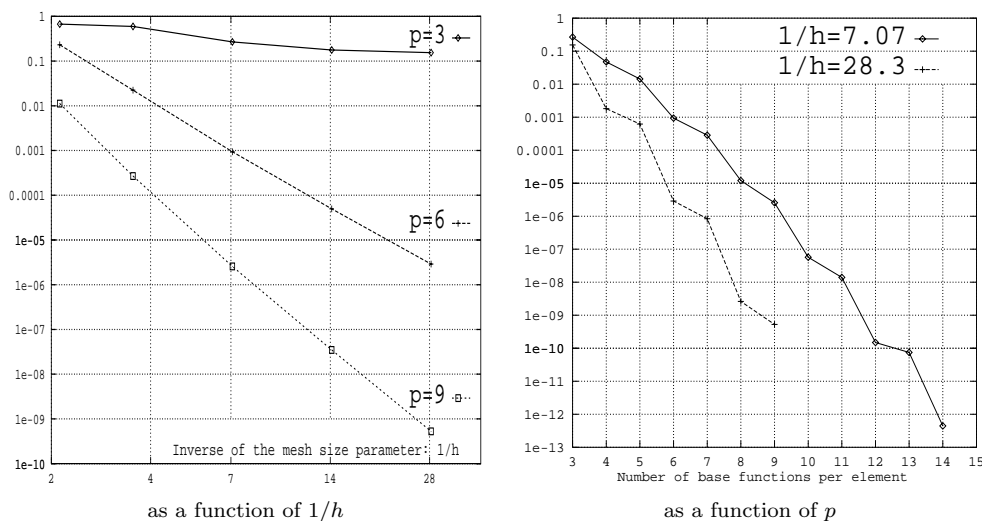 1
0.1
0.01
0.001
0.0001
1e-05
1e-06
1e-07
1e-08
1e-09
1e-10
p=3
p=6
p=9
Inverse of the mesh size parameter: 1/h
2 4 7 14 28
as a function of 1/h
1
0.1
0.01
0.001
0.0001
1e-05
1e-06
1e-07
1e-08
1e-09
1e-10
1e-11
1e-12
1e-13
1/h=7.07
1/h=28.3
3 4 5 6 7 8 9 10 11 12 13 14 15
Number of base functions per element
as a function of p